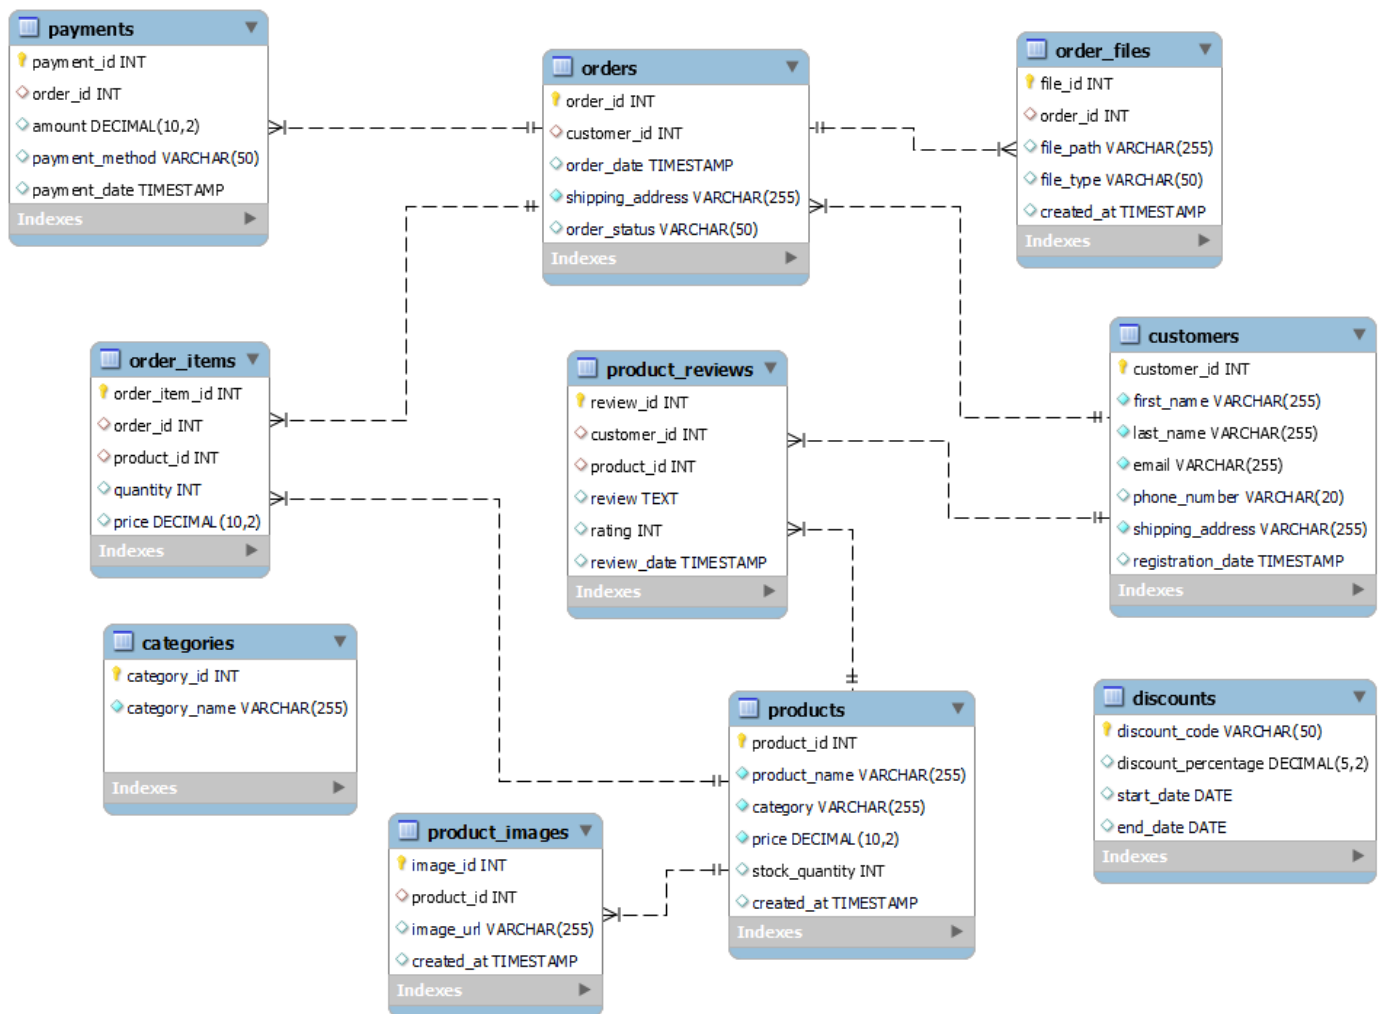 payments
payment_id INT
order_id INT
amount DECIMAL(10,2)
payment_method VARCHAR(50)
payment_date TIMESTAMP
Indexes
orders
order_id INT
customer_id INT
order_date TIMESTAMP
shipping_address VARCHAR(255)
order_status VARCHAR(50)
Indexes
order_files
file_id INT
order_id INT
file_path VARCHAR(255)
file_type VARCHAR(50)
created_at TIMESTAMP
Indexes
order_items
order_item_id INT
order_id INT
product_id INT
quantity INT
price DECIMAL(10,2)
Indexes
product_reviews
review_id INT
customer_id INT
product_id INT
review TEXT
rating INT
review_date TIMESTAMP
Indexes
customers
customer_id INT
first_name VARCHAR(255)
last_name VARCHAR(255)
email VARCHAR(255)
phone_number VARCHAR(20)
shipping_address VARCHAR(255)
registration_date TIMESTAMP
Indexes
categories
category_id INT
category_name VARCHAR(255)
Indexes
products
product_id INT
product_name VARCHAR(255)
category VARCHAR(255)
price DECIMAL(10,2)
stock_quantity INT
created_at TIMESTAMP
Indexes
discounts
discount_code VARCHAR(50)
discount_percentage DECIMAL(5,2)
start_date DATE
end_date DATE
Indexes
product_images
image_id INT
product_id INT
image_url VARCHAR(255)
created_at TIMESTAMP
Indexes